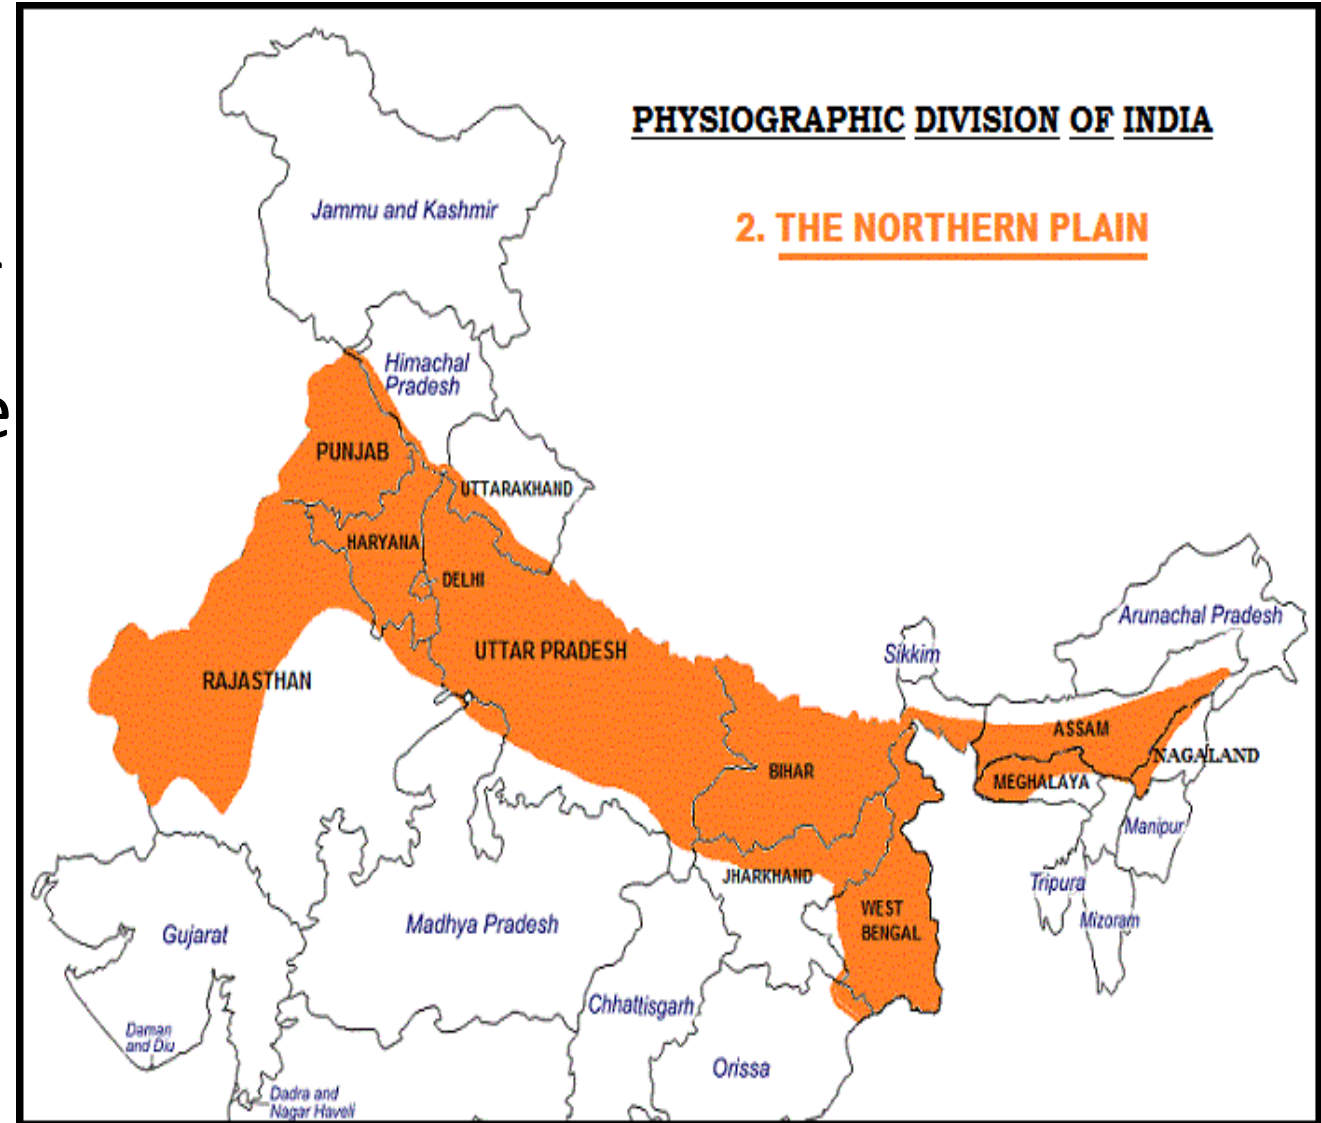 PHYSIOGRAPHIC DIVISION OF INDIA
2. THE NORTHERN PLAIN
Jammu and Kashmir
Himachal
Pradesh
PUNJAB
UTTARAKHAND
HARYANA
DELHI
UTTAR PRADESH
RAJASTHAN
Arunachal Pradesh
Sikkim
ASSAM
NAGALAND
BIHAR
MEGHALAYA
Manipur
JHARKHAND
Tripura
Mizoram
WEST
BENGAL
Gujarat
Madhya Pradesh
Chhattisgarh
Daman
and Diu
Orissa
Dadra and
Nagar Haveli
e